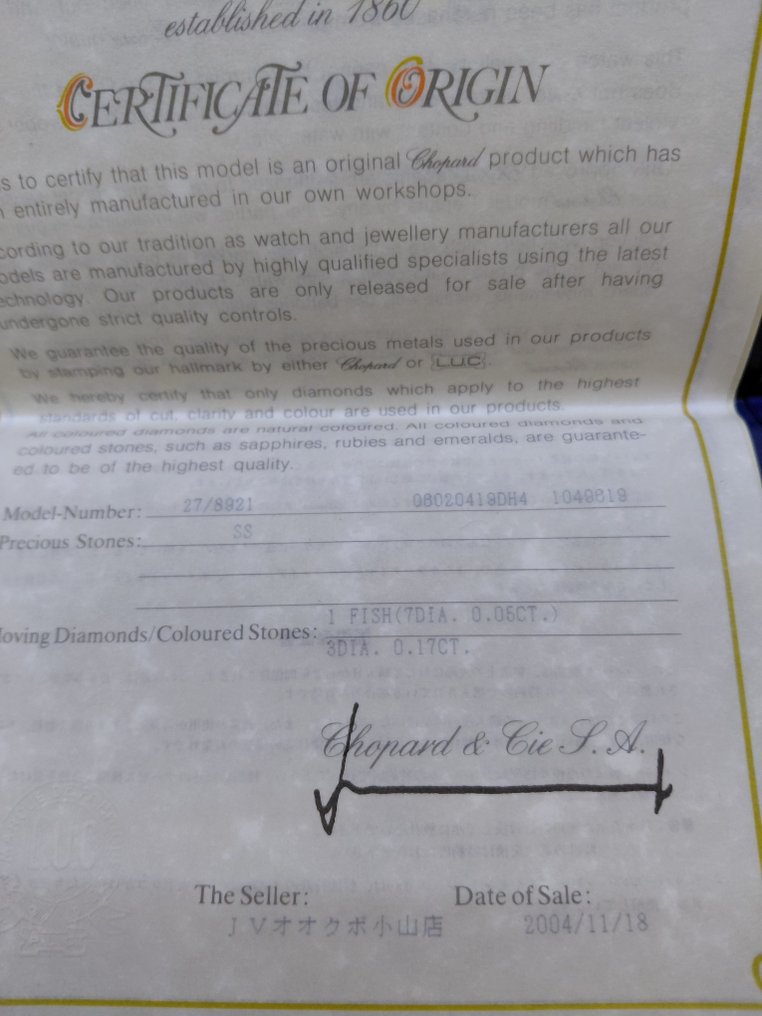 established in 1860
CERTIFICATE OF ORIGIN
s to certify that this model is an original Chopard product which has
n entirely manufactured in our own workshops.
cording to our tradition as watch and jewellery manufacturers all our
odels are manufactured by highly qualified specialists using the latest
echnology. Our products are only released for sale after having
undergone strict quality controls.
We guarantee the quality of the precious metals used in our products
by stamping our hallmark by either Chopard or L.U.C.
We hereby certify that only diamonds which apply to the highest
standards of cut, clarity and colour are used in our products.
All coloured diamonds are natural coloured. All coloured diamonds and
coloured stones, such as sapphires, rubies and emeralds, are guarante-
ed to be of the highest quality.
Model-Number: 27/8921 08020419DH4 1049819
Precious Stones: SS
1 FISH(7DIA. 0.05CT.)
Moving Diamonds/Coloured Stones:
3DIA. 0.17CT.
Chopard & Cie S.A.
The Seller: Date of Sale:
JVオオクボ小山店 2004/11/18